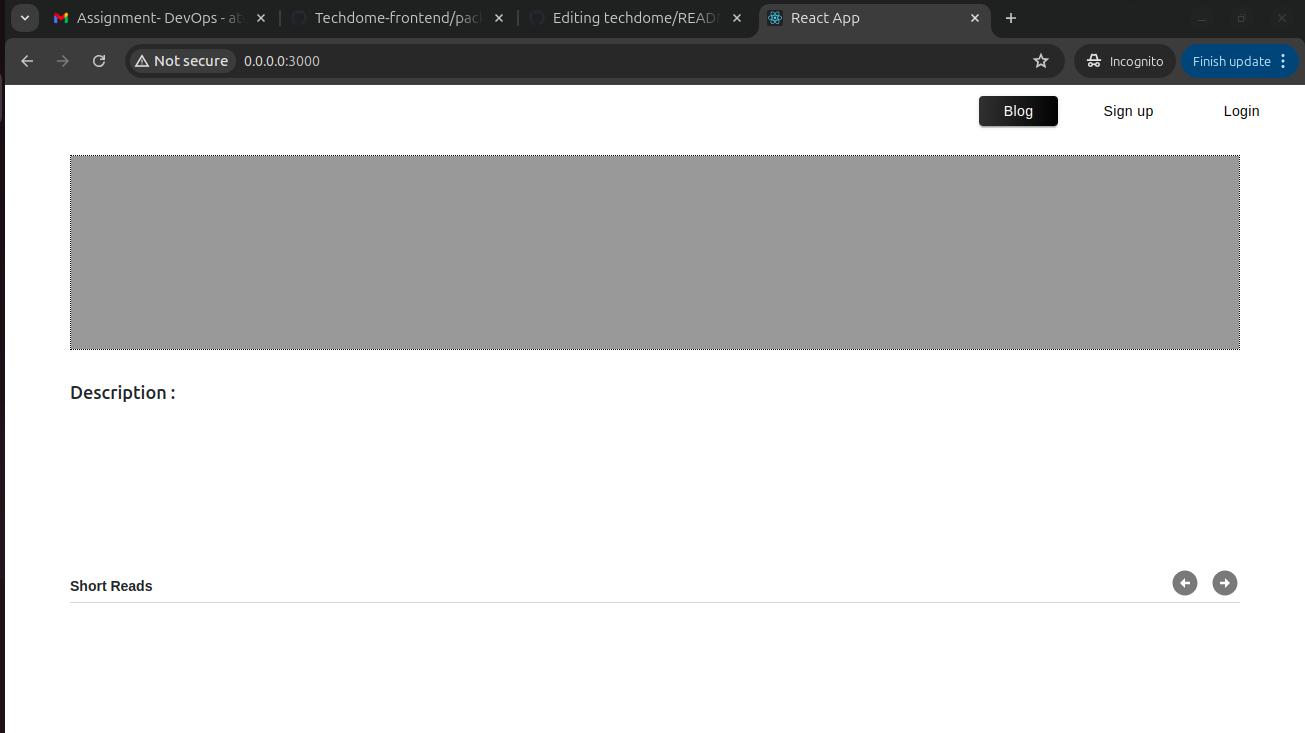 Assignment- DevOps - at
Techdome-frontend/pac
Editing techdome/READ
React App
Not secure
0.0.0.0:3000
Incognito
Finish update
Blog
Sign up
Login
Description :
Short Reads